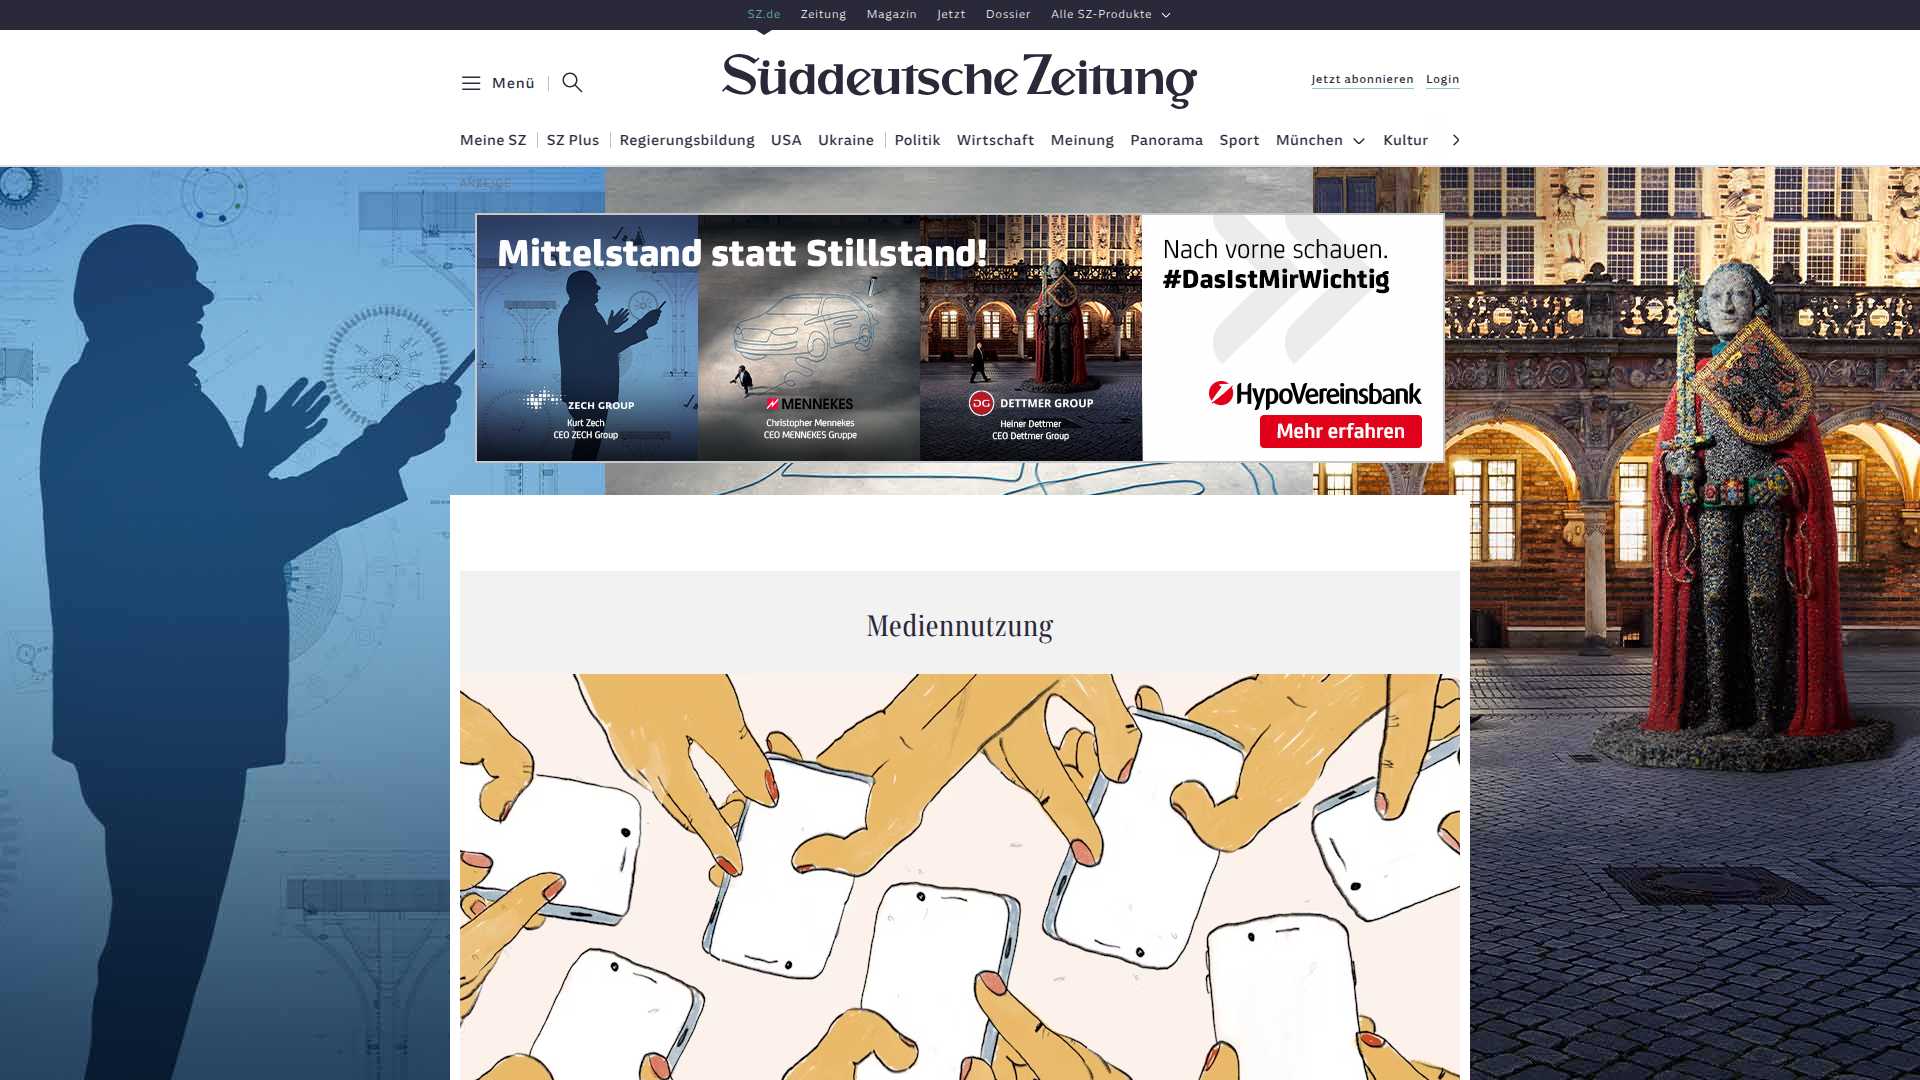 SZ.de Zeitung Magazin Jetzt Dossier Alle SZ-Produkte
Menü
Süddeutsche Zeitung
Jetzt abonnieren Login
Meine SZ SZ Plus Regierungsbildung USA Ukraine Politik Wirtschaft Meinung Panorama Sport München Kultur
ANZEIGE
Mittelstand statt Stillstand!
ZECH GROUP
Kurt Zech
CEO ZECH Group
MENNEKES
Christopher Mennekes
CEO MENNEKES Gruppe
DG DETTMER GROUP
Heiner Dettmer
CEO Dettmer Group
Nach vorne schauen.
#DasIstMirWichtig
HypoVereinsbank
Mehr erfahren
Mediennutzung